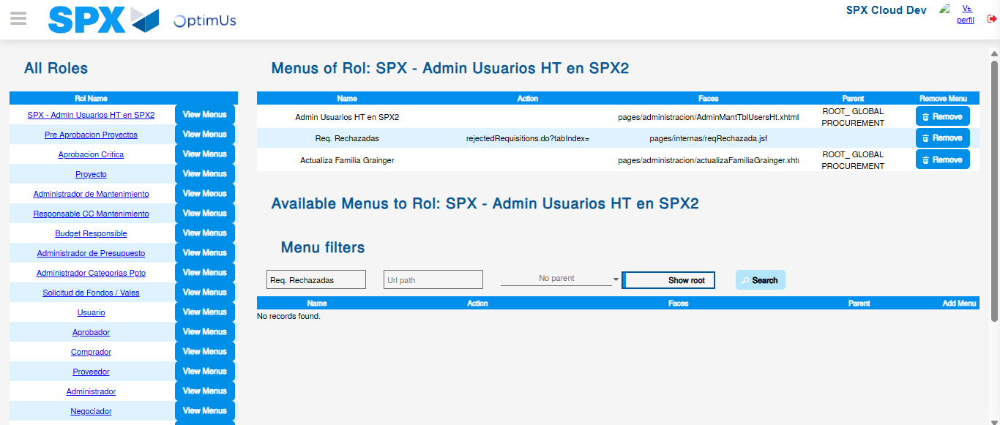 SPX OptimUs
SPX Cloud Dev
Ve
perfil
All Roles
Rol Name
SPX - Admin Usuarios HT en SPX2 View Menus
Pre Aprobacion Proyectos View Menus
Aprobacion Critica View Menus
Proyecto View Menus
Administrador de Mantenimiento View Menus
Responsable CC Mantenimiento View Menus
Budget Responsible View Menus
Administrador de Presupuesto View Menus
Administrador Categorias Ppto View Menus
Solicitud de Fondos / Vales View Menus
Usuario View Menus
Aprobador View Menus
Comprador View Menus
Proveedor View Menus
Administrador View Menus
Negociador View Menus
Menus of Rol: SPX - Admin Usuarios HT en SPX2
Name Action Faces Parent Remove Menu
Admin Usuarios HT en SPX2 pages/administracion/AdminMantTblUsersHt.xhtml ROOT_ GLOBAL PROCUREMENT Remove
Req. Rechazadas rejectedRequisitions.do?tabIndex= pages/internas/reqRechazada.jsf Remove
Actualiza Familia Grainger pages/administracion/actualizaFamiliaGrainger.xhtm ROOT_ GLOBAL PROCUREMENT Remove
Available Menus to Rol: SPX - Admin Usuarios HT en SPX2
Menu filters
Req. Rechazadas Url path No parent Show root Search
Name Action Faces Parent Add Menu
No records found.